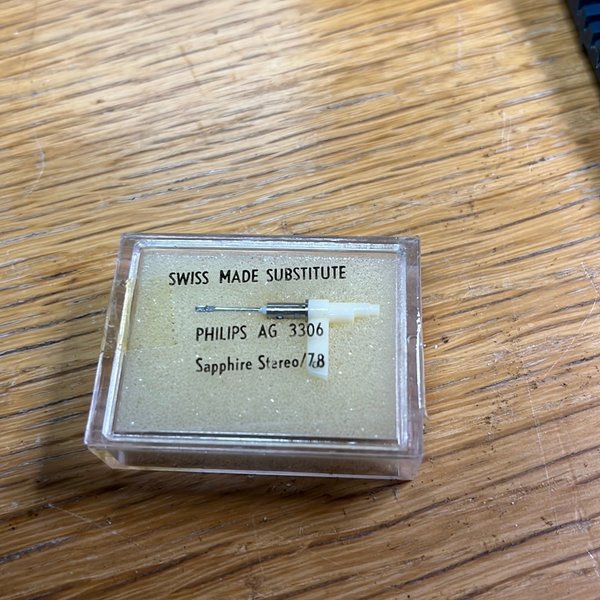 SWISS MADE SUBSTITUTE
PHILIPS AG 3306
Sapphire Stereo/78